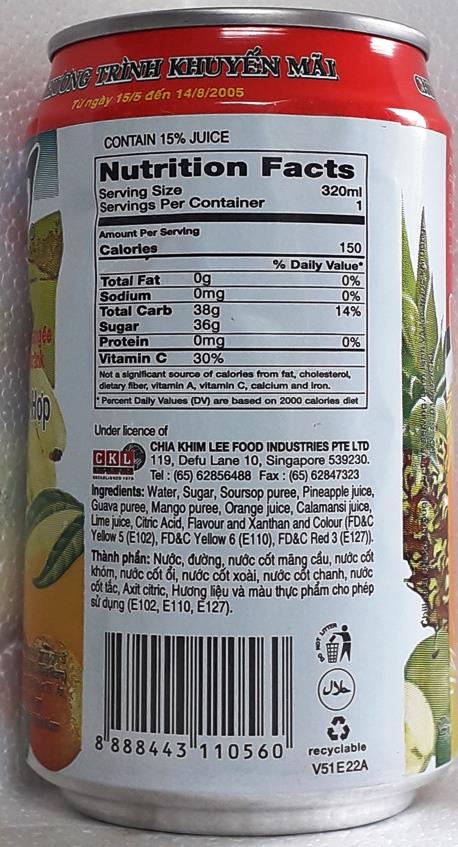 TRÌNH KHUYẾN MÃI
Từ ngày 15/5 đến 14/8/2005
CONTAIN 15% JUICE
Nutrition Facts
Serving Size 320ml
Servings Per Container 1
Amount Per Serving
Calories 150
% Daily Value*
Total Fat 0g 0%
Sodium 0mg 0%
Total Carb 38g 14%
Sugar 36g
Protein 0mg 0%
Vitamin C 30%
Not a significant source of calories from fat, cholesterol,
dietary fiber, vitamin A, vitamin C, calcium and iron.
* Percent Daily Values (DV) are based on 2000 calories diet
Under licence of
CKL
ESTABLISHED 1976
CHIA KHIM LEE FOOD INDUSTRIES PTE LTD
119, Defu Lane 10, Singapore 539230.
Tel : (65) 62856488 Fax : (65) 62847323
Ingredients: Water, Sugar, Soursop puree, Pineapple juice,
Guava puree, Mango puree, Orange juice, Calamansi juice,
Lime juice, Citric Acid, Flavour and Xanthan and Colour (FD&C
Yellow 5 (E102), FD&C Yellow 6 (E110), FD&C Red 3 (E127)).
Thành phần: Nước, đường, nước cốt mãng cầu, nước cốt
khóm, nước cốt ổi, nước cốt xoài, nước cốt chanh, nước
cốt tắc, Axit citric, Hương liệu và màu thực phẩm cho phép
sử dụng (E102, E110, E127).
DO NOT LITTER
حلال
8 888443 110560
recyclable
V51E22A
Hợp